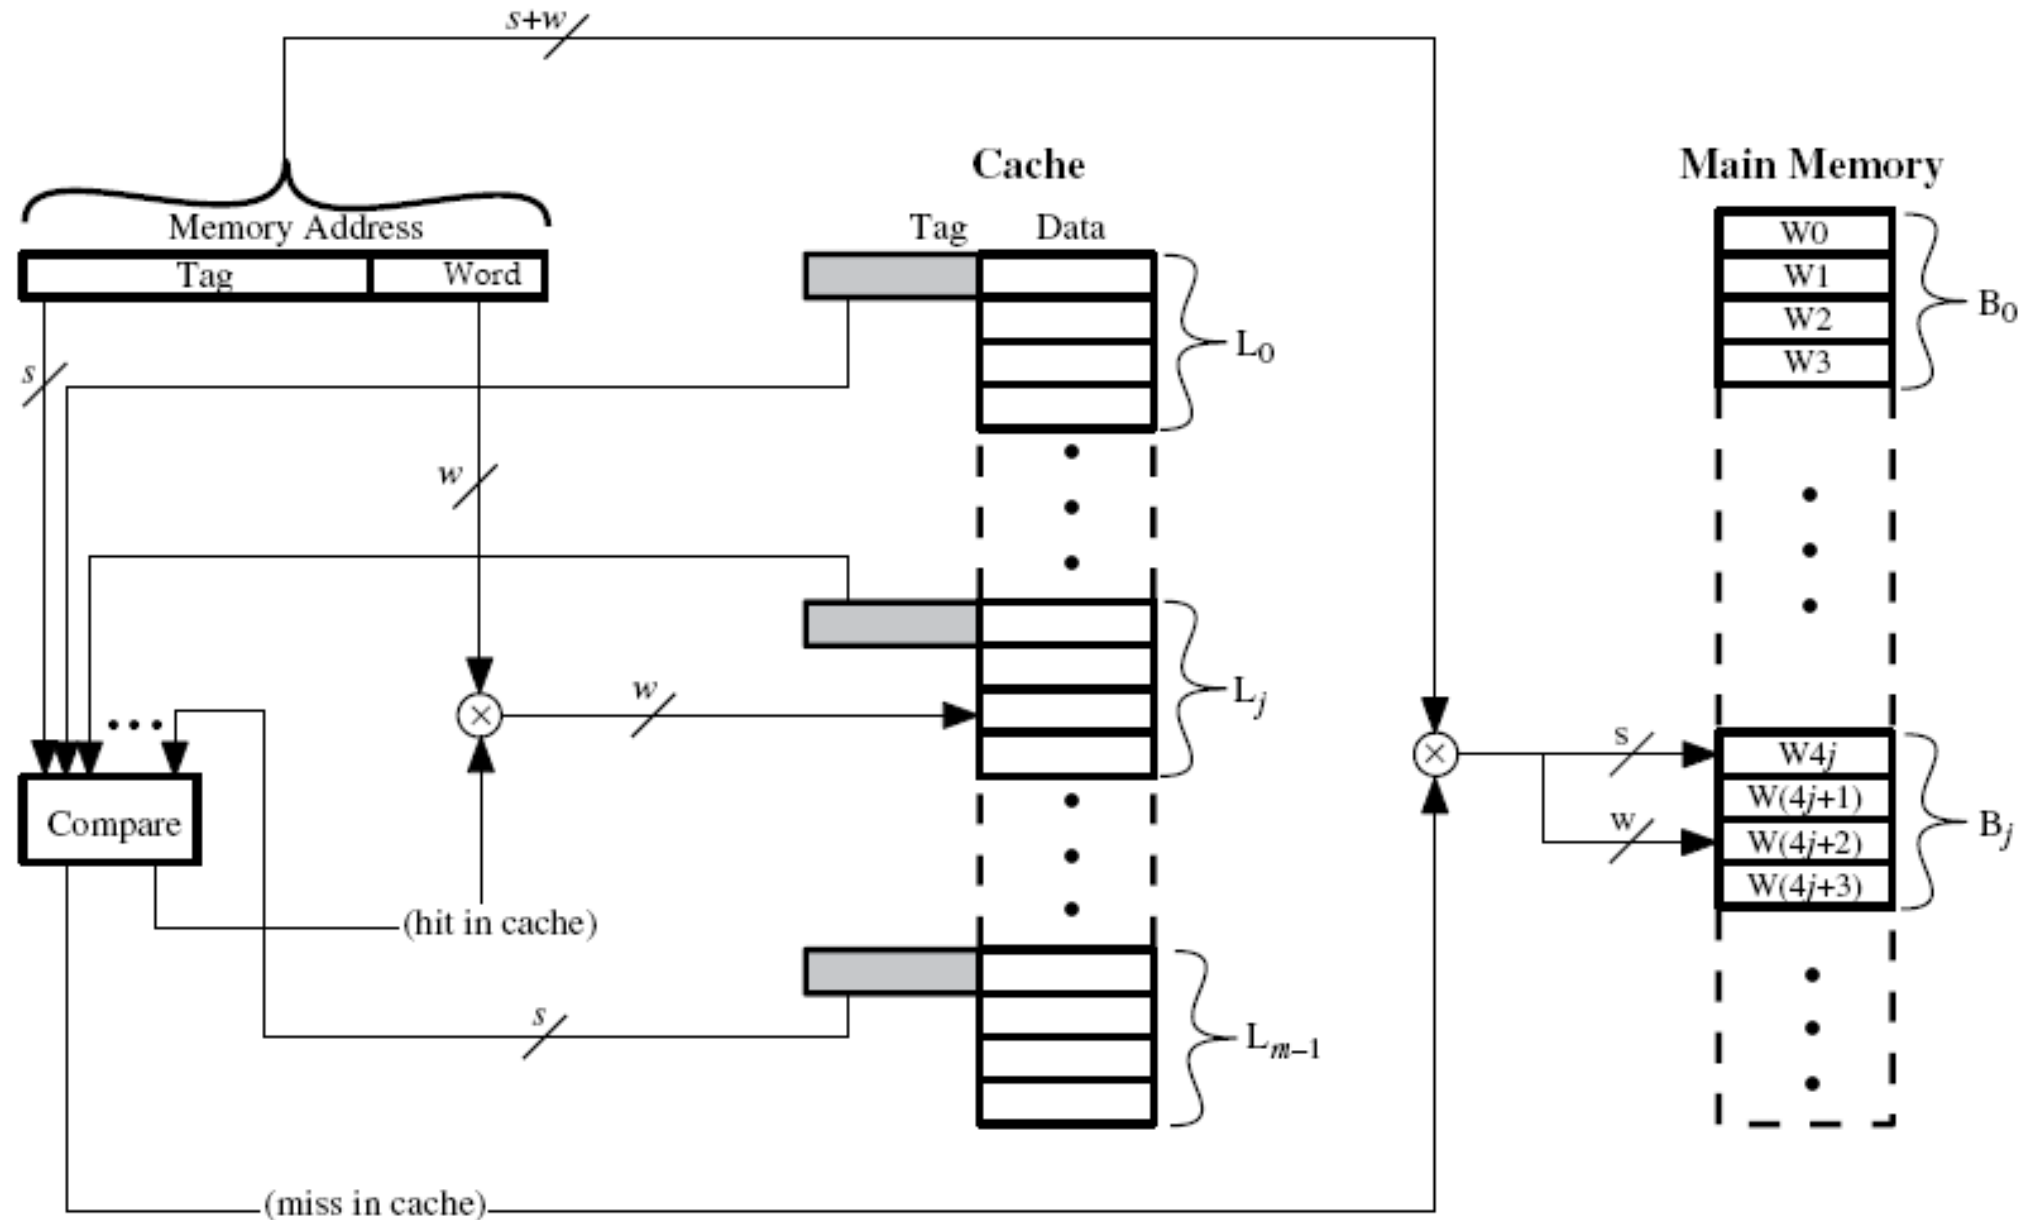 s+w
Cache
Main Memory
Memory Address
Tag Word
Tag Data
W0
W1
W2
W3
B0
L0
s
w
w
Lj
s
w
W4j
W(4j+1)
W(4j+2)
W(4j+3)
Bj
Compare
(hit in cache)
s
Lm−1
(miss in cache)